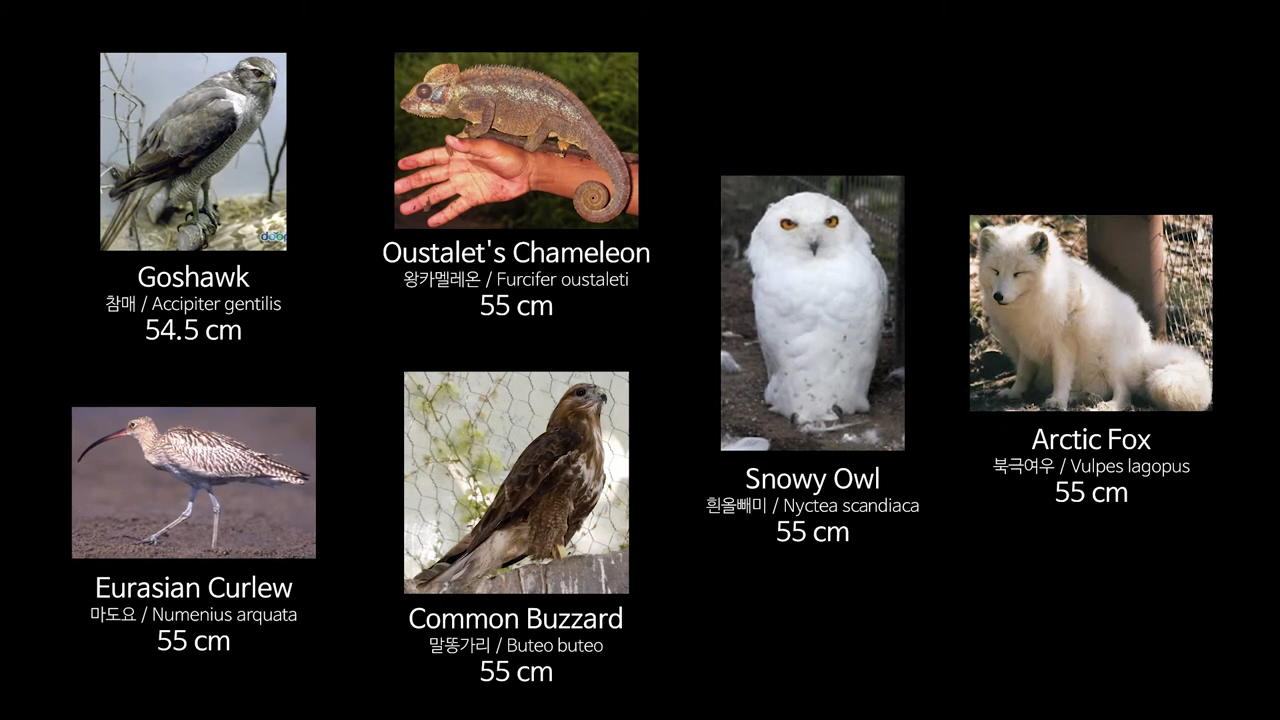 Goshawk
참매 / Accipiter gentilis
54.5 cm
Eurasian Curlew
마도요 / Numenius arquata
55 cm
Oustalet's Chameleon
왕카멜레온 / Furcifer oustaleti
55 cm
Common Buzzard
말똥가리 / Buteo buteo
55 cm
Snowy Owl
흰올빼미 / Nyctea scandiaca
55 cm
Arctic Fox
북극여우 / Vulpes lagopus
55 cm